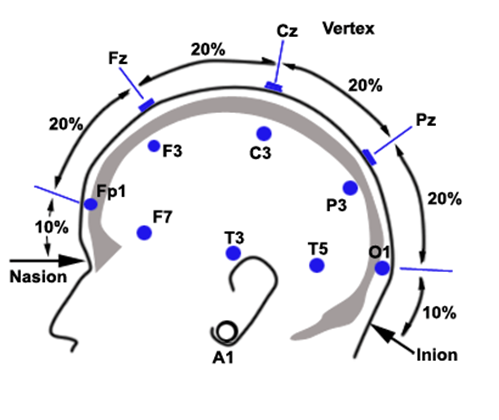 Cz
Vertex
20%
Fz
20%
20%
Pz
F3
C3
Fp1
P3
20%
10%
F7
T3
T5
O1
Nasion
10%
A1
Inion